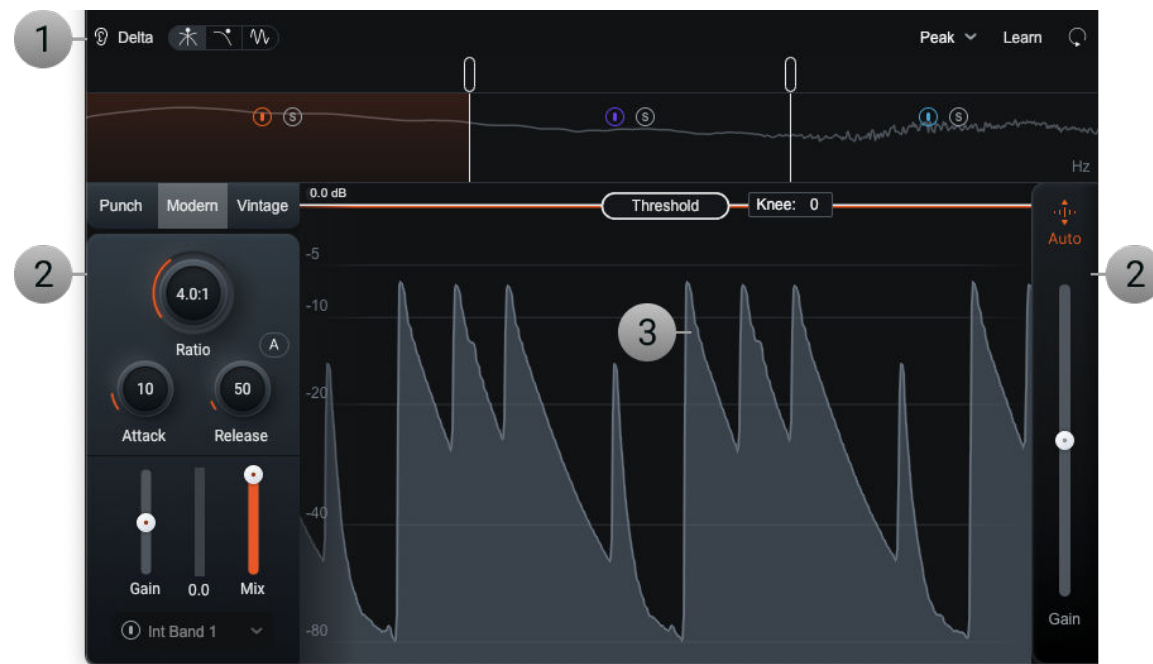 1
Delta
Peak
Learn
S
S
S
Hz
Punch
Modern
Vintage
0.0 dB
Threshold
Knee: 0
Auto
2
2
4.0:1
Ratio
A
10
50
Attack
Release
-5
-10
-20
-40
-80
3
Gain
0.0
Mix
Int Band 1
Gain